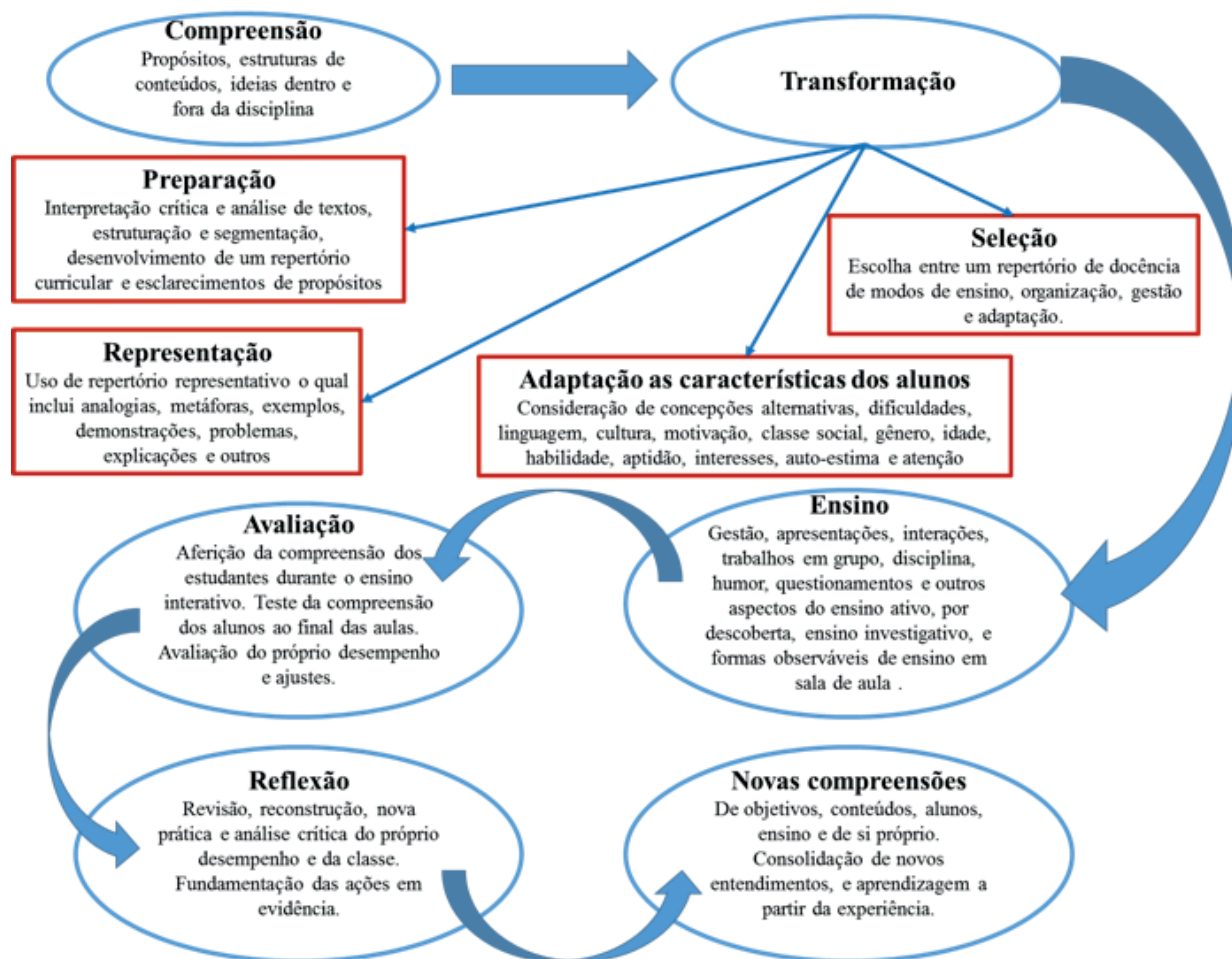 Compreensão
Propósitos, estruturas de
conteúdos, ideias dentro e
fora da disciplina
Transformação
Preparação
Interpretação crítica e análise de textos,
estruturação e segmentação,
desenvolvimento de um repertório
curricular e esclarecimentos de propósitos
Seleção
Escolha entre um repertório de docência
de modos de ensino, organização, gestão
e adaptação.
Representação
Uso de repertório representativo o qual
inclui analogias, metáforas, exemplos,
demonstrações, problemas,
explicações e outros
Adaptação as características dos alunos
Consideração de concepções alternativas, dificuldades,
linguagem, cultura, motivação, classe social, gênero, idade,
habilidade, aptidão, interesses, auto-estima e atenção
Ensino
Gestão, apresentações, interações,
trabalhos em grupo, disciplina,
humor, questionamentos e outros
aspectos do ensino ativo, por
descoberta, ensino investigativo, e
formas observáveis de ensino em
sala de aula .
Avaliação
Aferição da compreensão dos
estudantes durante o ensino
interativo. Teste da compreensão
dos alunos ao final das aulas.
Avaliação do próprio desempenho
e ajustes.
Reflexão
Revisão, reconstrução, nova
prática e análise crítica do próprio
desempenho e da classe.
Fundamentação das ações em
evidência.
Novas compreensões
De objetivos, conteúdos, alunos,
ensino e de si próprio.
Consolidação de novos
entendimentos, e aprendizagem a
partir da experiência.